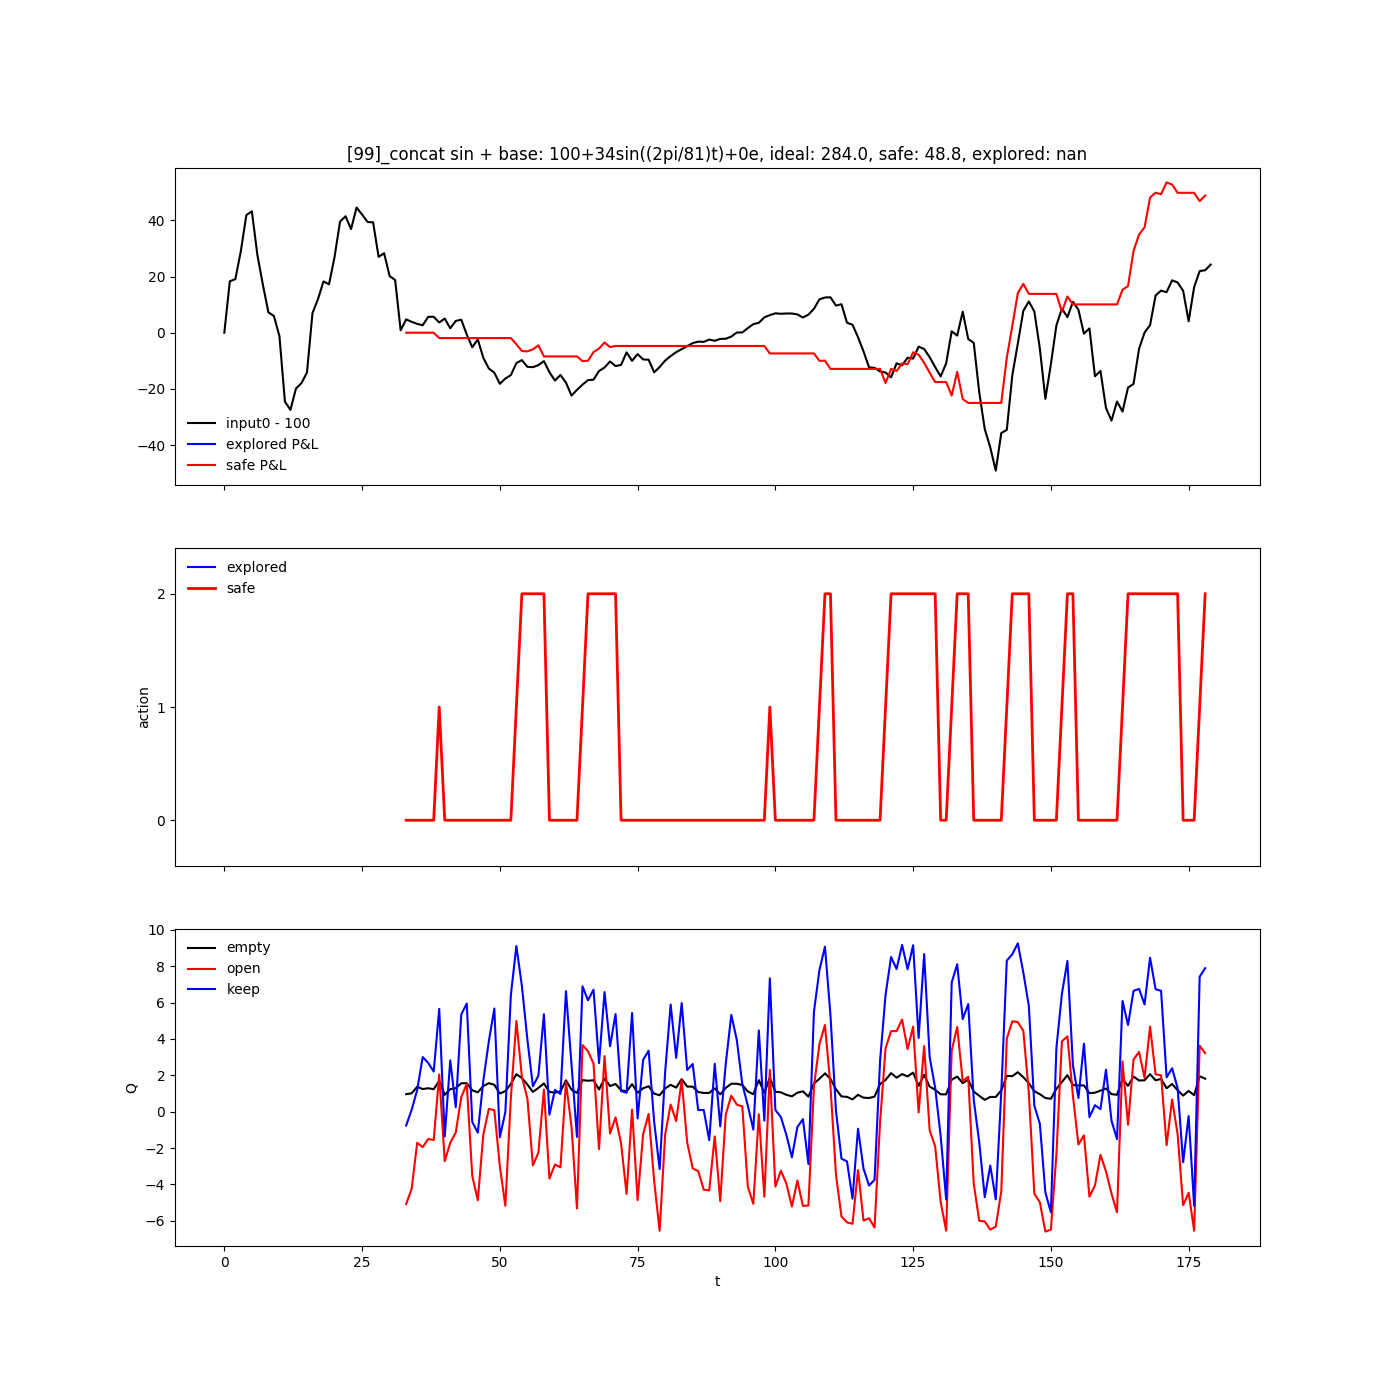 [99]_concat sin + base: 100+34sin((2pi/81)t)+0e, ideal: 284.0, safe: 48.8, explored: nan
40
20
0
−20
−40
input0 - 100
explored P&L
safe P&L
explored
safe
2
1
0
action
empty
open
keep
10
8
6
4
2
0
−2
−4
−6
Q
0 25 50 75 100 125 150 175
t